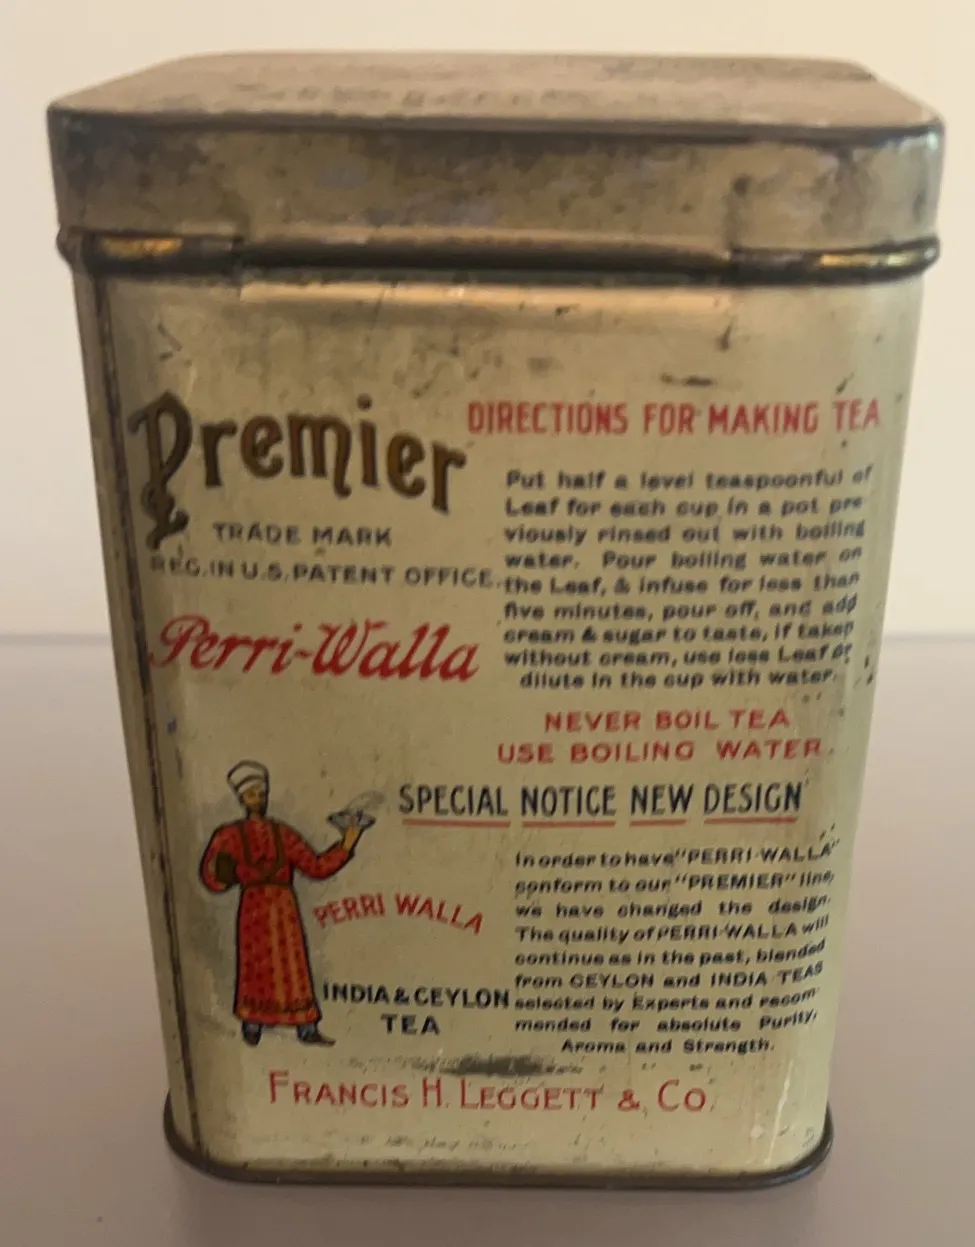 Premier
TRADE MARK
REG. IN U.S. PATENT OFFICE.
Perri-Walla
PERRI WALLA
INDIA & CEYLON
TEA
DIRECTIONS FOR MAKING TEA
Put half a level teaspoonful of
Leaf for each cup in a pot pre
viously rinsed out with boiling
water. Pour boiling water on
the Leaf, & infuse for less than
five minutes, pour off, and add
cream & sugar to taste, if taken
without cream, use less Leaf or
dilute in the cup with water.
NEVER BOIL TEA
USE BOILING WATER.
SPECIAL NOTICE NEW DESIGN
In order to have "PERRI-WALLA"
conform to our "PREMIER" line
we have changed the design.
The quality of PERRI-WALLA will
continue as in the past, blended
from CEYLON and INDIA TEAS
selected by Experts and recom
mended for absolute Purity,
Aroma and Strength.
FRANCIS H. LEGGETT & CO.